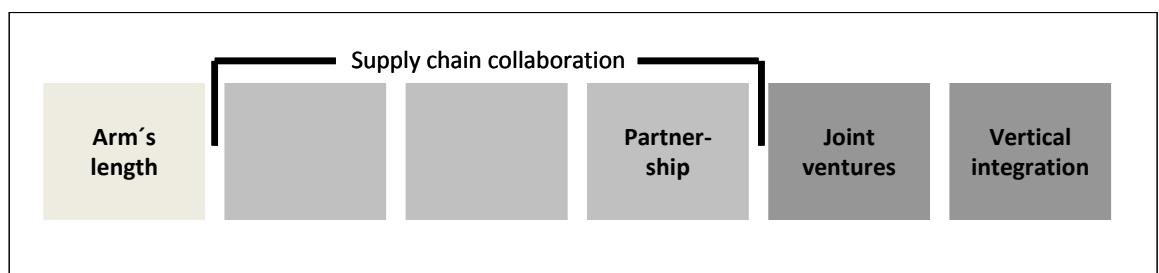 Supply chain collaboration
Arm´s
length
Partner-
ship
Joint
ventures
Vertical
integration